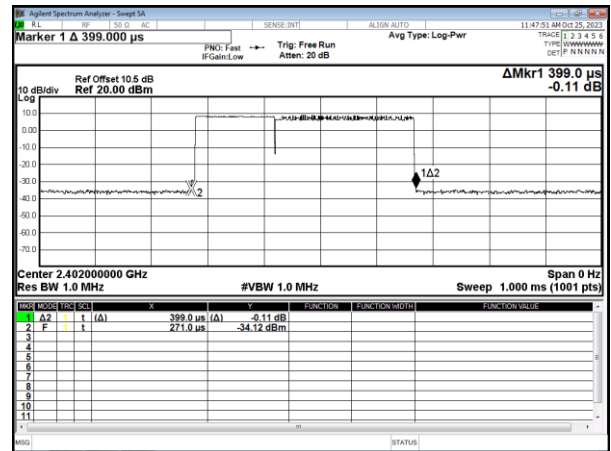 Agilent Spectrum Analyzer - Swept SA
RL RF 50 Ω AC SENSE:INT ALIGN AUTO 11:47:51 AM Oct 25, 2023
Marker 1 Δ 399.000 µs
PNO: Fast Trig: Free Run Avg Type: Log-Pwr TRACE 1 2 3 4 5 6
IFGain:Low Atten: 20 dB TYPE WWWWWW
DET P N N N N N
Ref Offset 10.5 dB ΔMkr1 399.0 µs
10 dB/div Ref 20.00 dBm -0.11 dB
Log
10.0
0.00
-10.0
-20.0
-30.0
1Δ2
2
-40.0
-50.0
-60.0
-70.0
Center 2.402000000 GHz Span 0 Hz
Res BW 1.0 MHz #VBW 1.0 MHz Sweep 1.000 ms (1001 pts)
MKR MODE TRC SCL X Y FUNCTION FUNCTION WIDTH FUNCTION VALUE
1 Δ2 1 t (Δ) 399.0 µs (Δ) -0.11 dB
2 F 1 t 271.0 µs -34.12 dBm
3
4
5
6
7
8
9
10
11
MSG STATUS